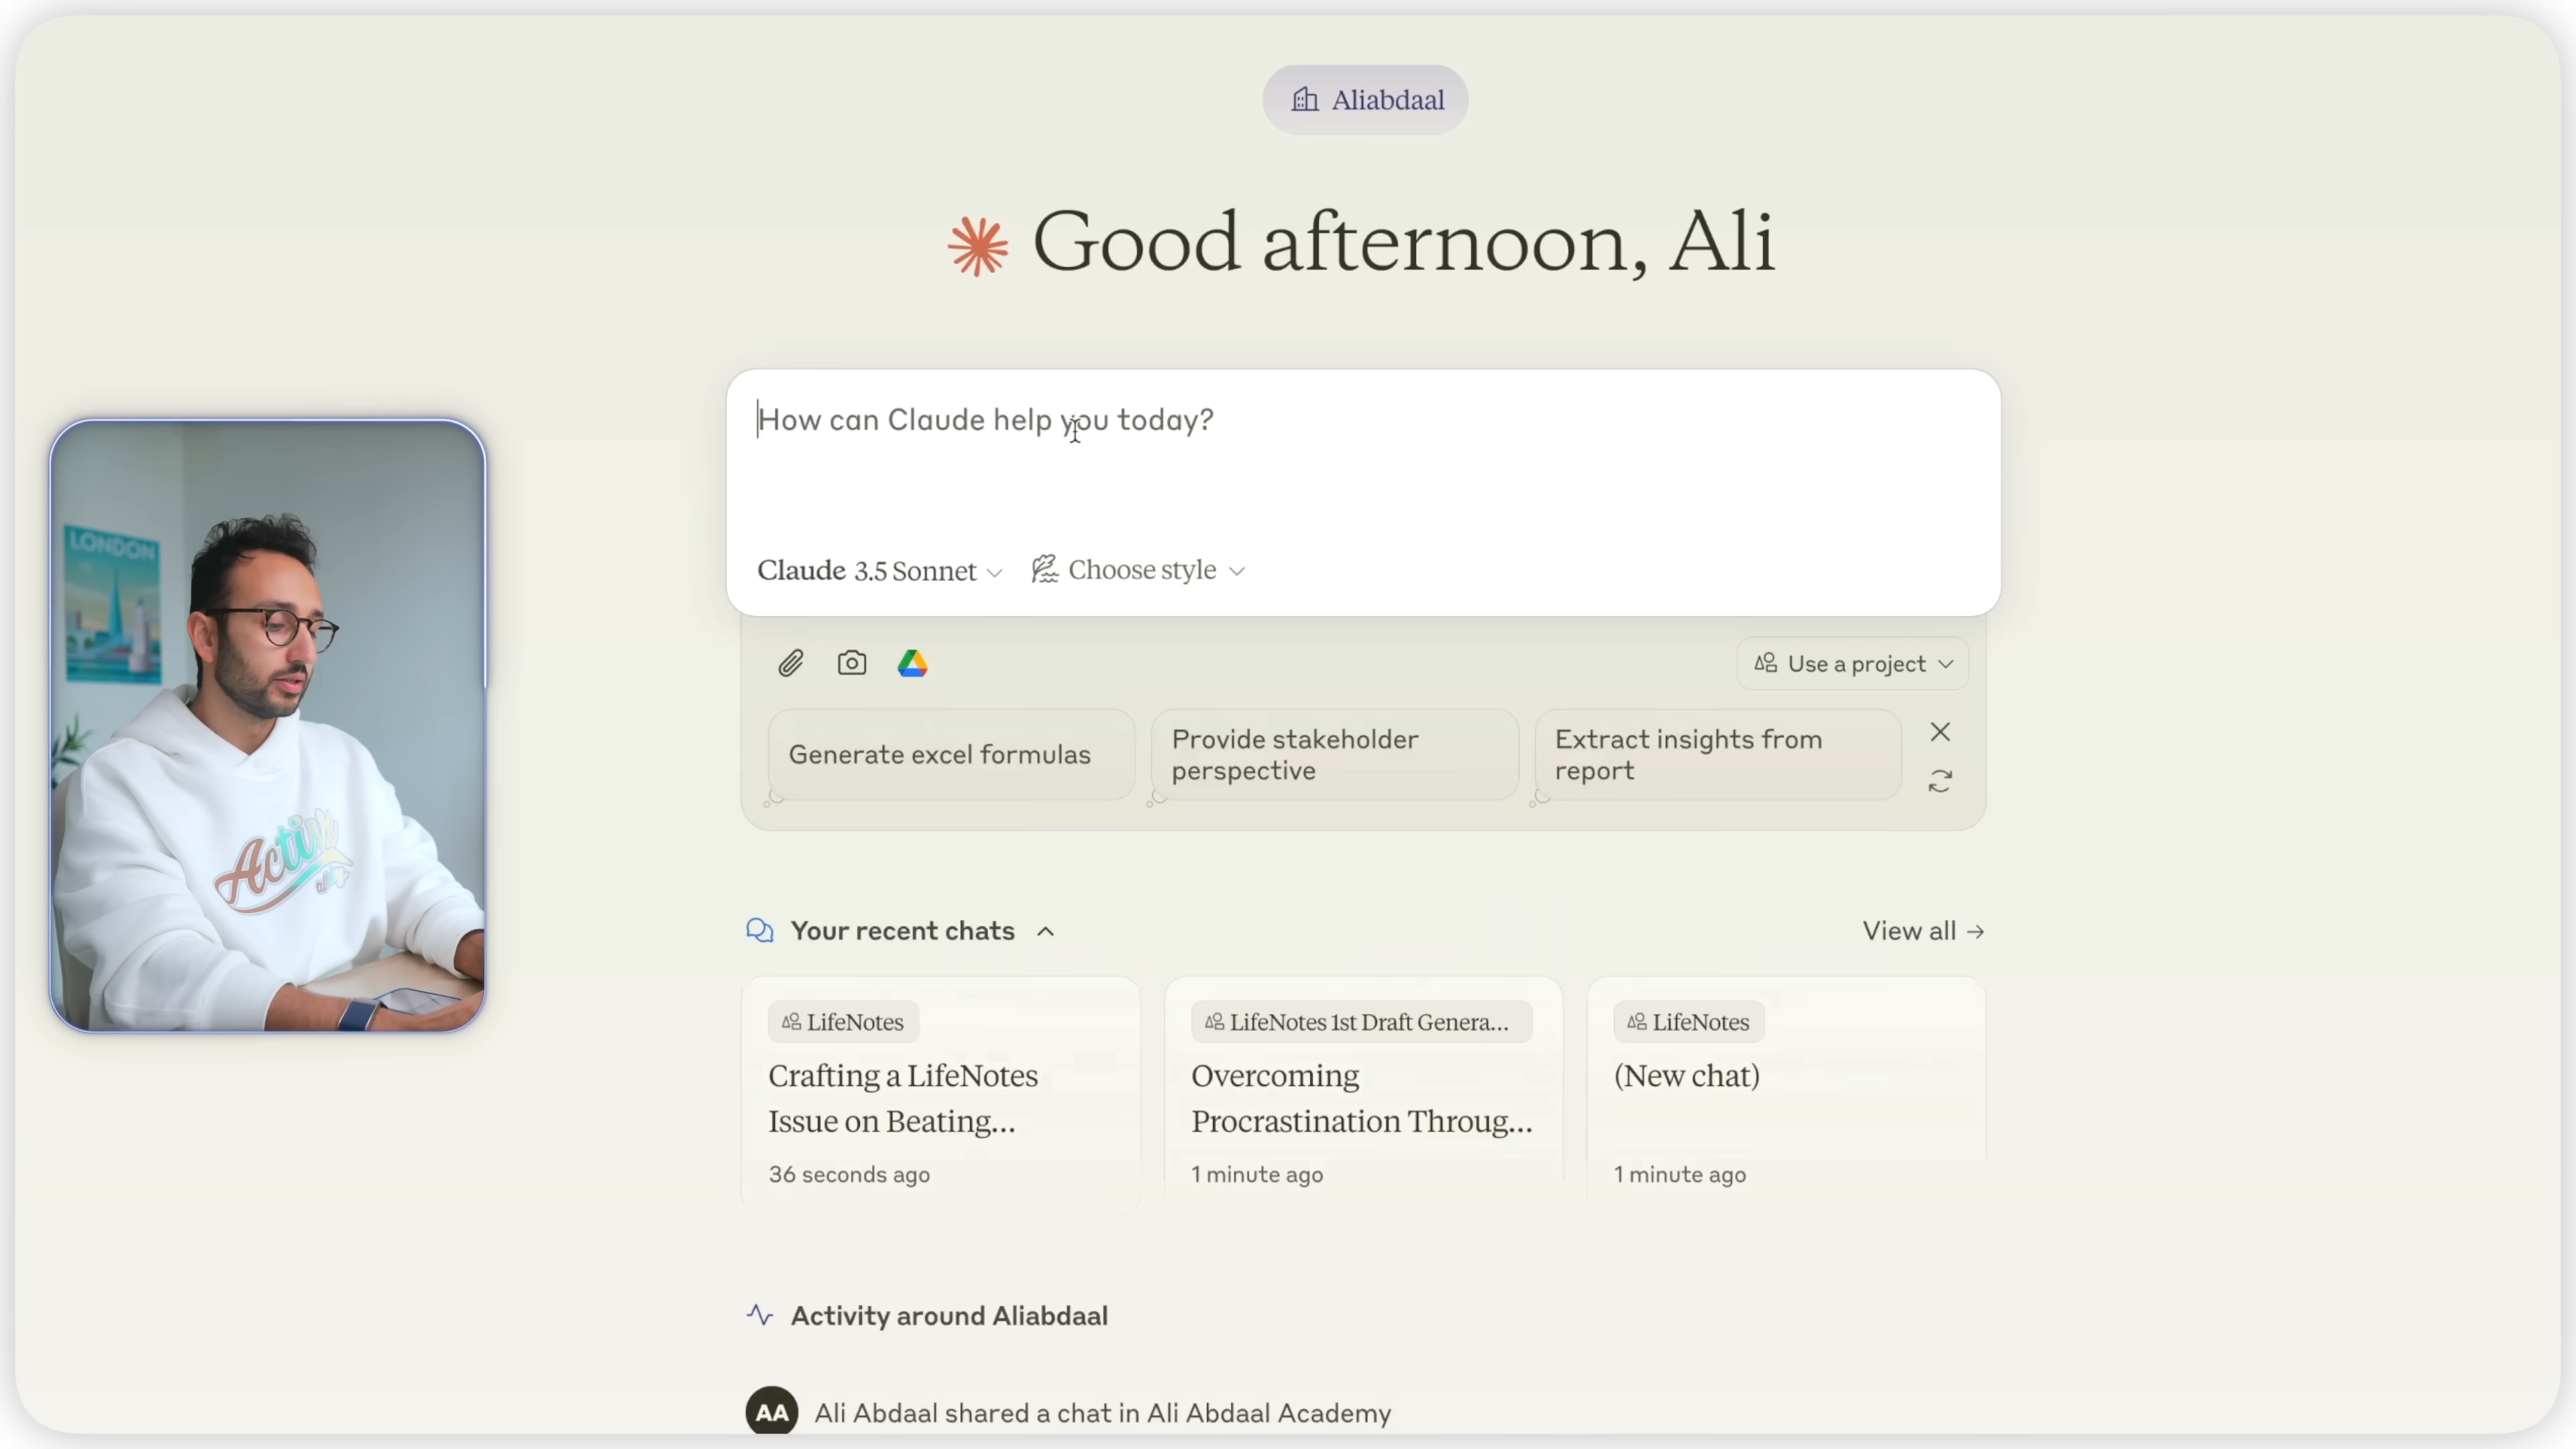 Aliabdaal
Good afternoon, Ali
How can Claude help you today?
Claude 3.5 Sonnet
Choose style
Use a project
Generate excel formulas
Provide stakeholder
perspective
Extract insights from
report
LONDON
Your recent chats
View all →
LifeNotes
Crafting a LifeNotes
Issue on Beating...
36 seconds ago
LifeNotes 1st Draft Genera...
Overcoming
Procrastination Throug...
1 minute ago
LifeNotes
(New chat)
1 minute ago
Activity around Aliabdaal
AA
Ali Abdaal shared a chat in Ali Abdaal Academy